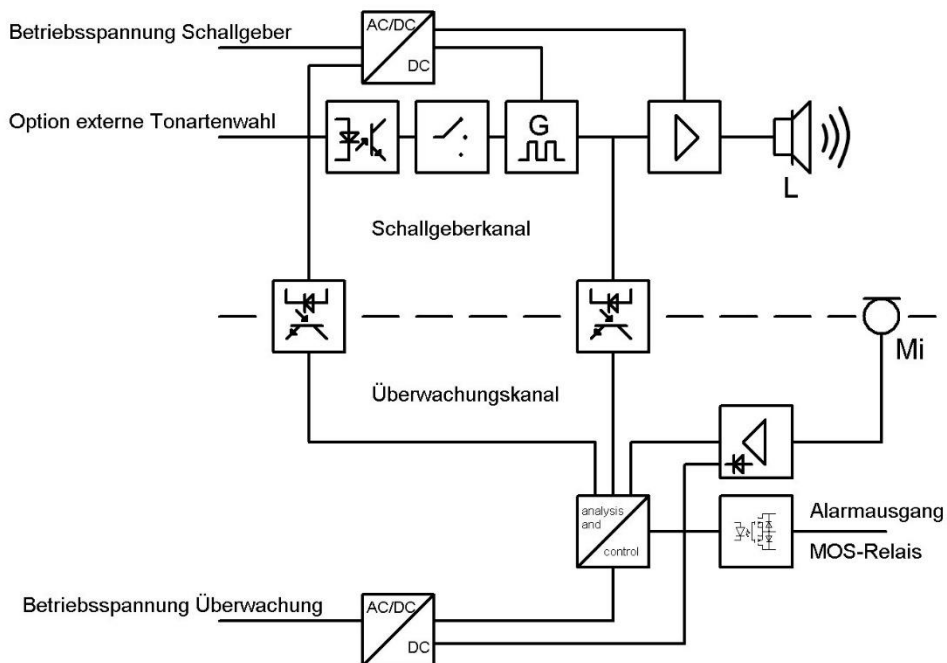 Betriebsspannung Schallgeber
AC/DC
DC
Option externe Tonartenwahl
G
L
Schallgeberkanal
Mi
Überwachungskanal
analysis
and
control
Alarmausgang
MOS-Relais
Betriebsspannung Überwachung
AC/DC
DC